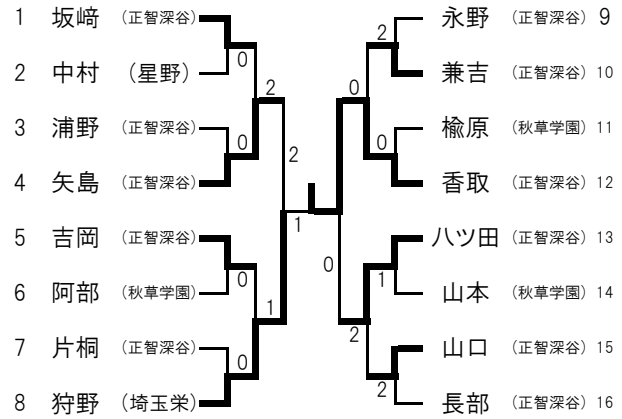 1 坂﨑 (正智深谷)
0
2 中村 (星野)
2
3 浦野 (正智深谷)
0
4 矢島 (正智深谷)
2
5 吉岡 (正智深谷)
0
6 阿部 (秋草学園)
1
7 片桐 (正智深谷)
0
8 狩野 (埼玉栄)
1
永野 (正智深谷) 9
2
兼吉 (正智深谷) 10
0
楡原 (秋草学園) 11
0
香取 (正智深谷) 12
0
八ツ田 (正智深谷) 13
1
山本 (秋草学園) 14
2
山口 (正智深谷) 15
2
長部 (正智深谷) 16